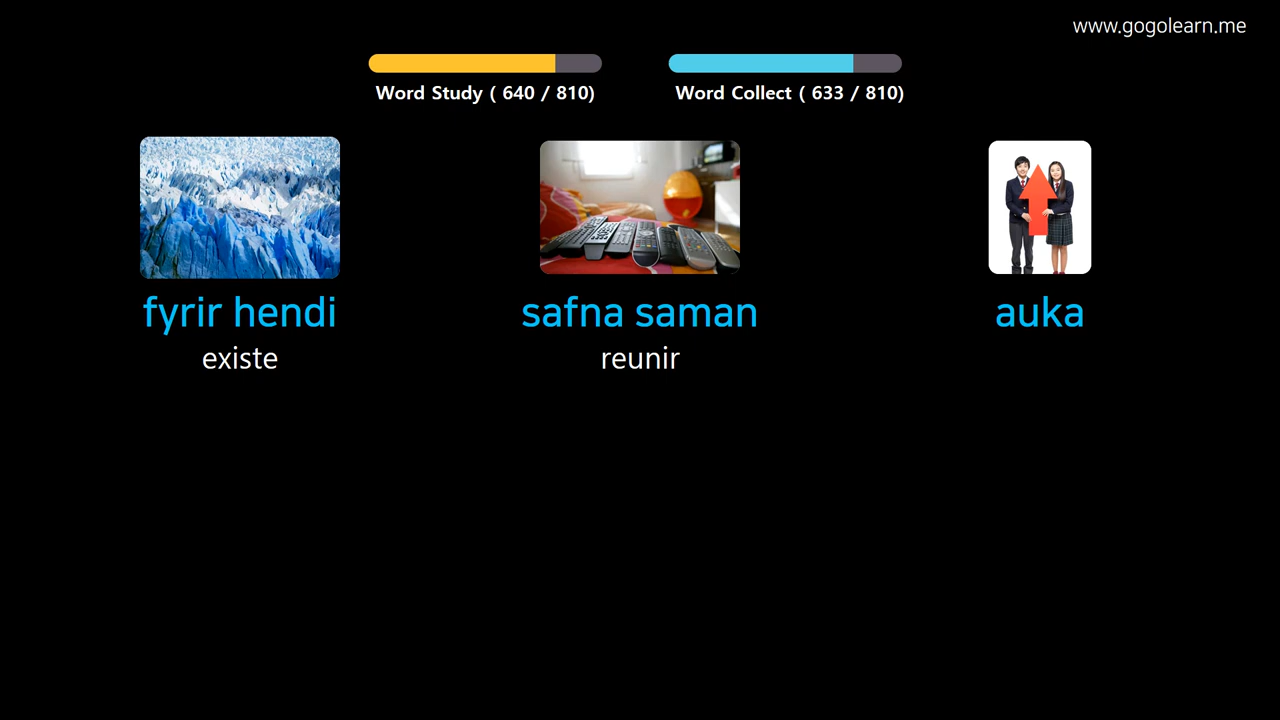 www.gogolearn.me
Word Study ( 640 / 810)
Word Collect ( 633 / 810)
fyrir hendi
safna saman
auka
existe
reunir